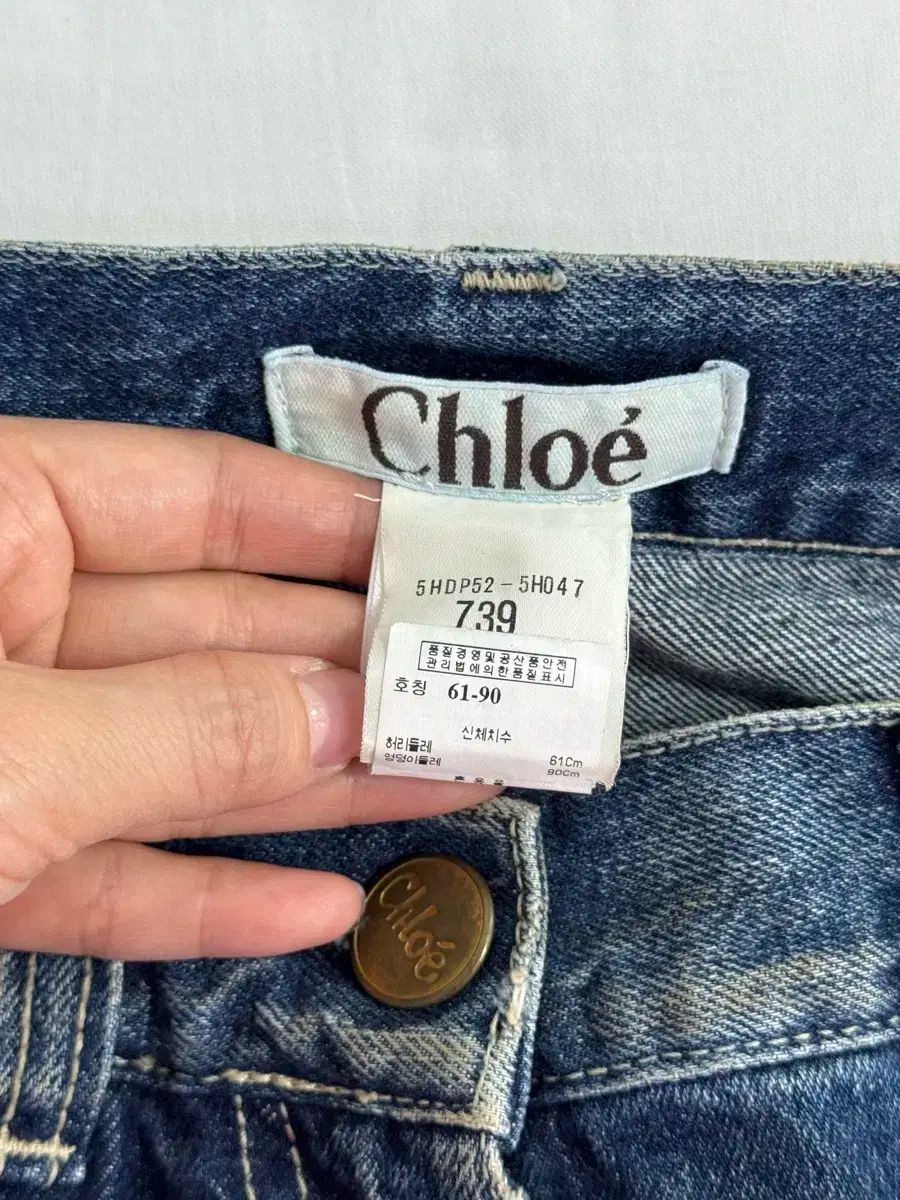 Chloé
5HDP52-5H047
739
품질경영및공산품안전
관리법에의한품질표시
호칭 61-90
신체치수
허리둘레 61Cm
엉덩이둘레 90Cm
Chloé